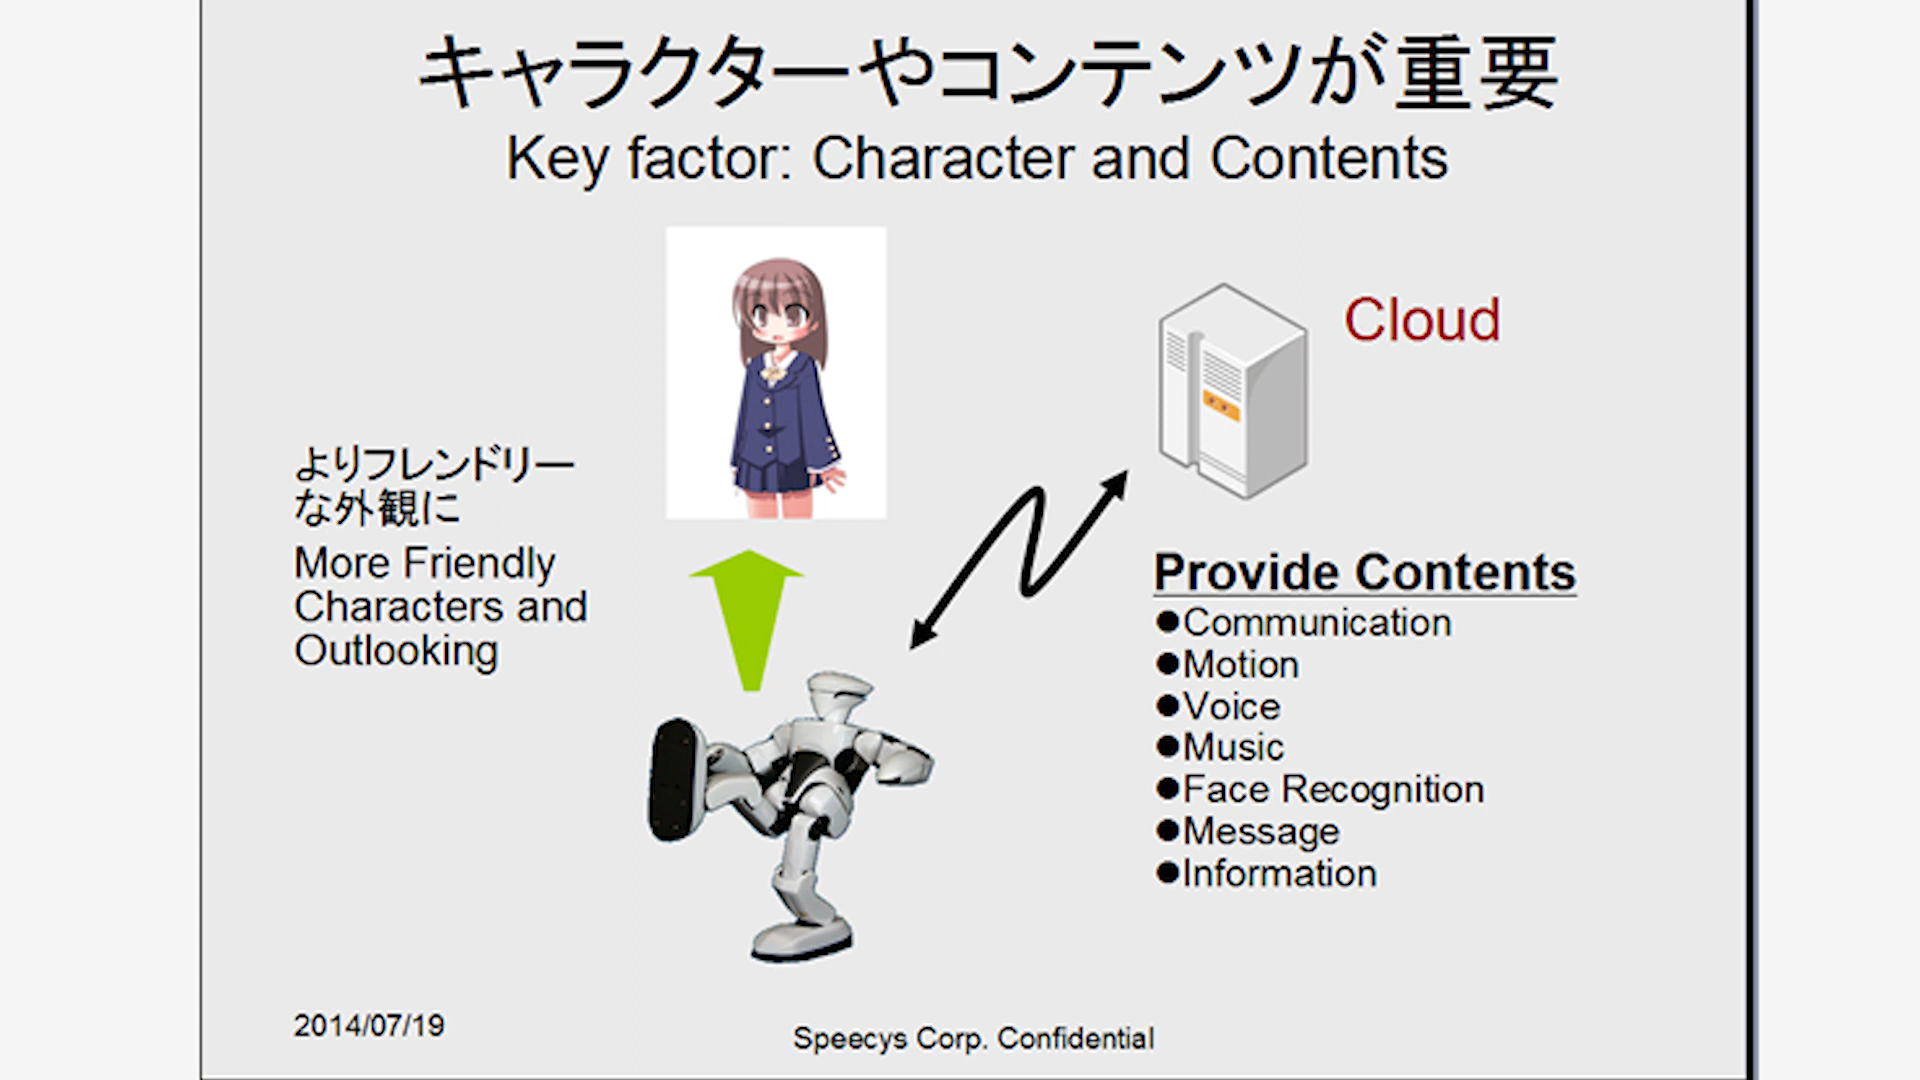 キャラクターやコンテンツが重要
Key factor: Character and Contents
Cloud
よりフレンドリー
な外観に
More Friendly
Characters and
Outlooking
Provide Contents
●Communication
●Motion
●Voice
●Music
●Face Recognition
●Message
●Information
2014/07/19
Speecys Corp. Confidential